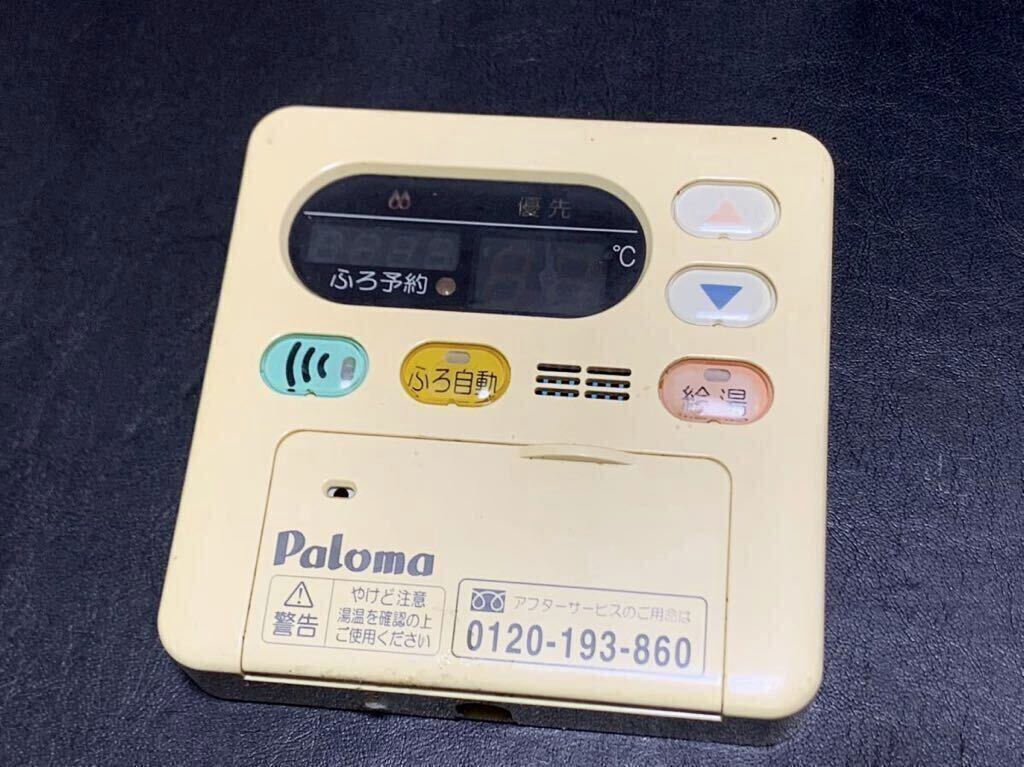 優先
℃
ふろ予約
ふろ自動
給湯
Paloma
警告
やけど注意
湯温を確認の上
ご使用ください
アフターサービスのご用命は
0120-193-860